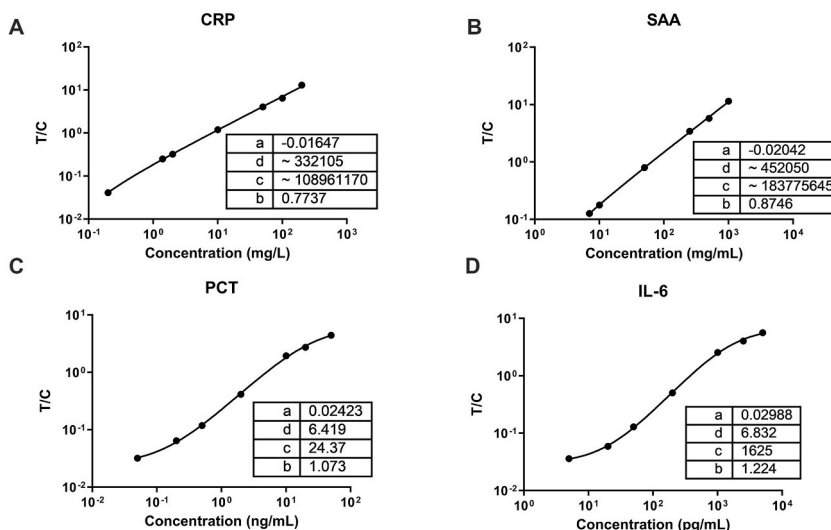 A
CRP
10²
10¹
10⁰
10⁻¹
10⁻²
T/C
a -0.01647
d ~ 332105
c ~ 108961170
b 0.7737
10⁻¹ 10⁰ 10¹ 10² 10³
Concentration (mg/L)
B
SAA
10²
10¹
10⁰
10⁻¹
T/C
a -0.02042
d ~ 452050
c ~ 183775645
b 0.8746
10⁰ 10¹ 10² 10³ 10⁴
Concentration (mg/mL)
C
PCT
10¹
10⁰
10⁻¹
10⁻²
T/C
a 0.02423
d 6.419
c 24.37
b 1.073
10⁻² 10⁻¹ 10⁰ 10¹ 10²
Concentration (ng/mL)
D
IL-6
10¹
10⁰
10⁻¹
10⁻²
T/C
a 0.02988
d 6.832
c 1625
b 1.224
10⁰ 10¹ 10² 10³ 10⁴
Concentration (pg/mL)